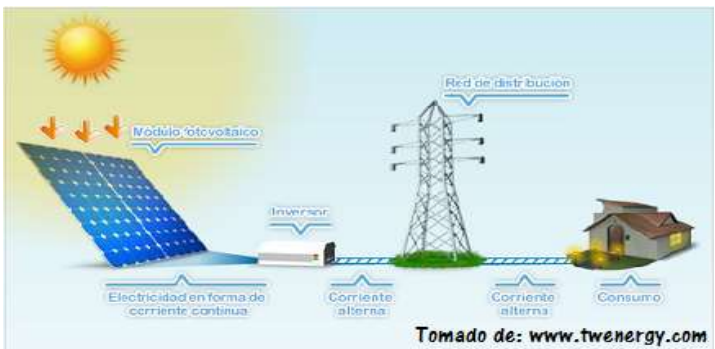 Red de distribución
Módulo fotovoltaico
Inversor
Electricidad en forma de
corriente continua
Corriente
alterna
Corriente
alterna
Consumo
Tomado de: www.twenergy.com